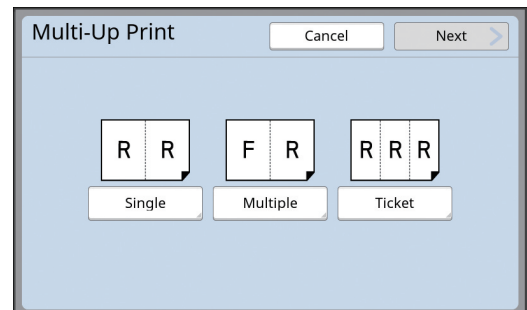 Multi-Up Print Cancel Next
R R F R R R R
Single Multiple Ticket